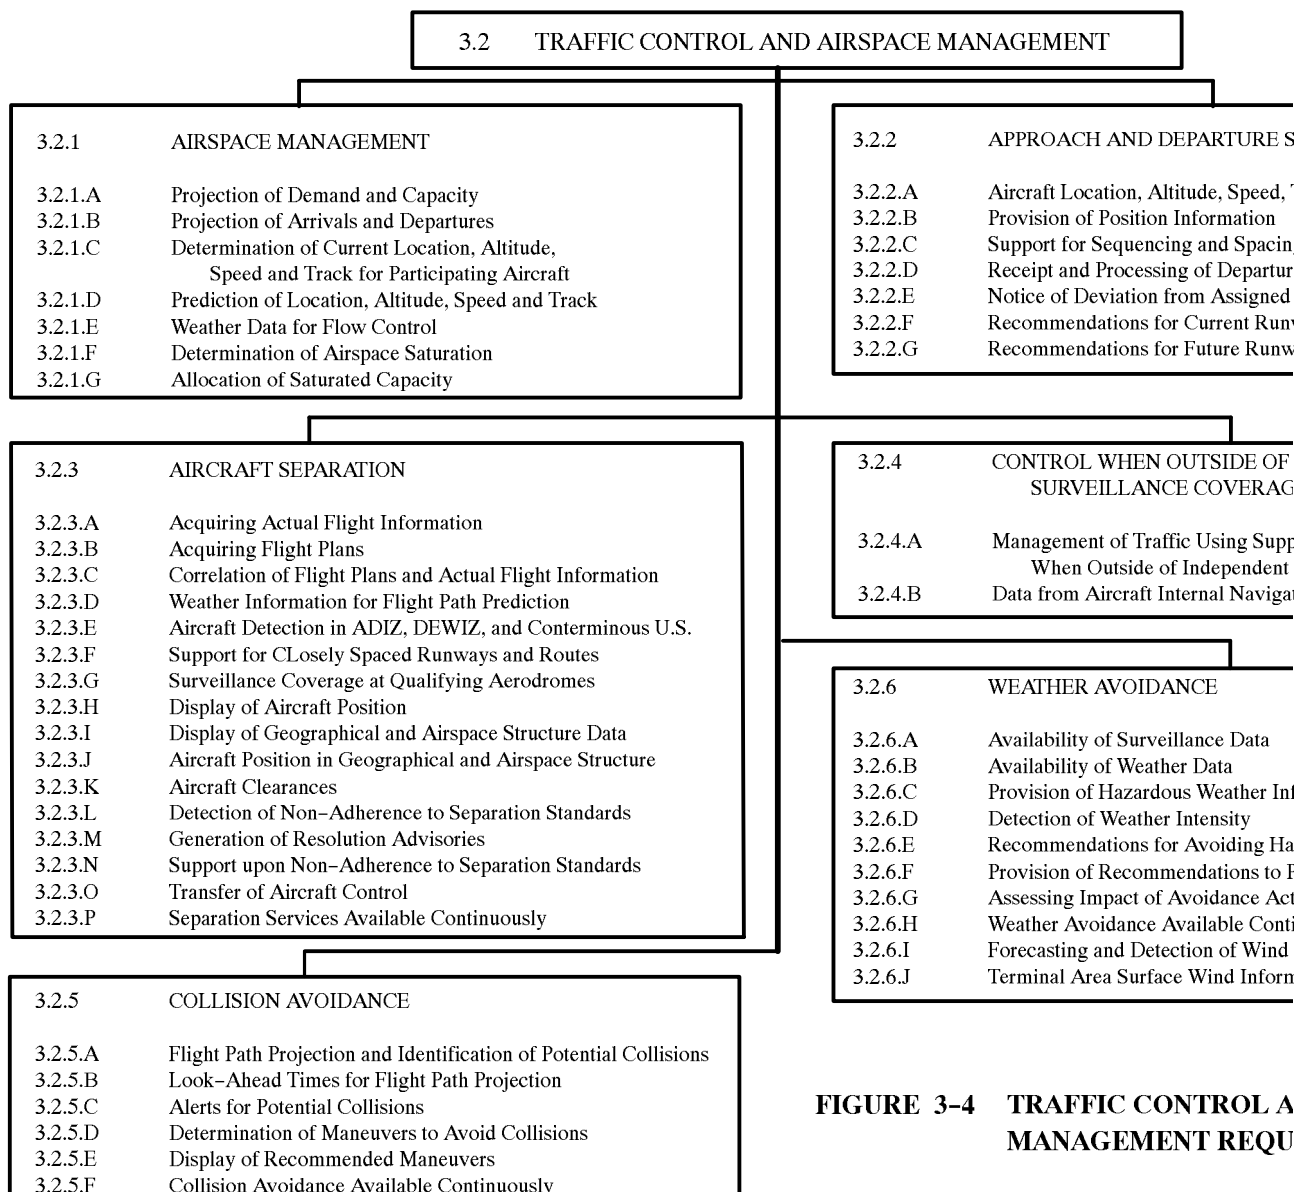 3.2 TRAFFIC CONTROL AND AIRSPACE MANAGEMENT
3.2.1 AIRSPACE MANAGEMENT
3.2.1.A Projection of Demand and Capacity
3.2.1.B Projection of Arrivals and Departures
3.2.1.C Determination of Current Location, Altitude,
Speed and Track for Participating Aircraft
3.2.1.D Prediction of Location, Altitude, Speed and Track
3.2.1.E Weather Data for Flow Control
3.2.1.F Determination of Airspace Saturation
3.2.1.G Allocation of Saturated Capacity
3.2.2 APPROACH AND DEPARTURE S
3.2.2.A Aircraft Location, Altitude, Speed,
3.2.2.B Provision of Position Information
3.2.2.C Support for Sequencing and Spacin
3.2.2.D Receipt and Processing of Departur
3.2.2.E Notice of Deviation from Assigned
3.2.2.F Recommendations for Current Runw
3.2.2.G Recommendations for Future Runw
3.2.3 AIRCRAFT SEPARATION
3.2.3.A Acquiring Actual Flight Information
3.2.3.B Acquiring Flight Plans
3.2.3.C Correlation of Flight Plans and Actual Flight Information
3.2.3.D Weather Information for Flight Path Prediction
3.2.3.E Aircraft Detection in ADIZ, DEWIZ, and Conterminous U.S.
3.2.3.F Support for CLosely Spaced Runways and Routes
3.2.3.G Surveillance Coverage at Qualifying Aerodromes
3.2.3.H Display of Aircraft Position
3.2.3.I Display of Geographical and Airspace Structure Data
3.2.3.J Aircraft Position in Geographical and Airspace Structure
3.2.3.K Aircraft Clearances
3.2.3.L Detection of Non-Adherence to Separation Standards
3.2.3.M Generation of Resolution Advisories
3.2.3.N Support upon Non-Adherence to Separation Standards
3.2.3.O Transfer of Aircraft Control
3.2.3.P Separation Services Available Continuously
3.2.4 CONTROL WHEN OUTSIDE OF
SURVEILLANCE COVERAG
3.2.4.A Management of Traffic Using Supp
When Outside of Independent
3.2.4.B Data from Aircraft Internal Navigat
3.2.6 WEATHER AVOIDANCE
3.2.6.A Availability of Surveillance Data
3.2.6.B Availability of Weather Data
3.2.6.C Provision of Hazardous Weather Inf
3.2.6.D Detection of Weather Intensity
3.2.6.E Recommendations for Avoiding Ha
3.2.6.F Provision of Recommendations to P
3.2.6.G Assessing Impact of Avoidance Act
3.2.6.H Weather Avoidance Available Conti
3.2.6.I Forecasting and Detection of Wind
3.2.6.J Terminal Area Surface Wind Inform
3.2.5 COLLISION AVOIDANCE
3.2.5.A Flight Path Projection and Identification of Potential Collisions
3.2.5.B Look-Ahead Times for Flight Path Projection
3.2.5.C Alerts for Potential Collisions
3.2.5.D Determination of Maneuvers to Avoid Collisions
3.2.5.E Display of Recommended Maneuvers
3.2.5.F Collision Avoidance Available Continuously
FIGURE 3-4 TRAFFIC CONTROL A
MANAGEMENT REQU